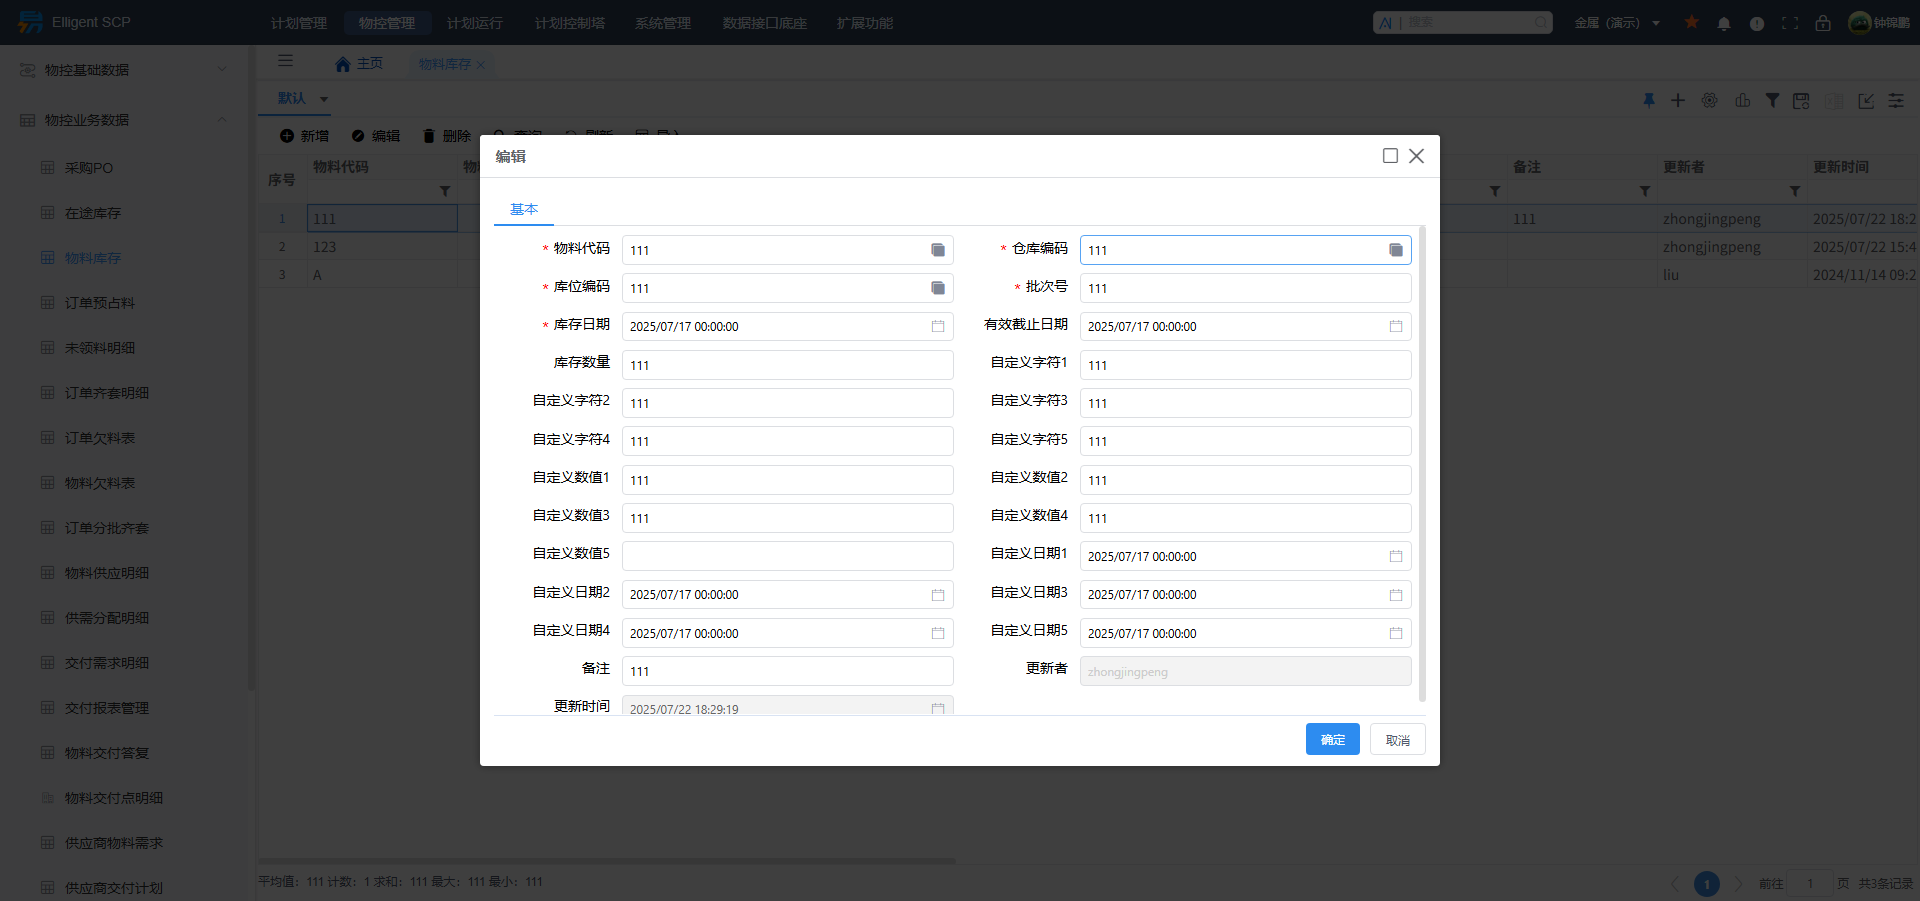 Elligent SCP
计划管理
物控管理
计划运行
计划控制塔
系统管理
数据接口底座
扩展功能
AI | 搜索
金属（演示）
钟锦鹏
物控基础数据
物控业务数据
采购PO
在途库存
物料库存
订单预占料
未领料明细
订单齐套明细
订单欠料表
物料欠料表
订单分批齐套
物料供应明细
供需分配明细
交付需求明细
交付报表管理
物料交付答复
物料交付点明细
供应商物料需求
供应商交付计划
主页
物料库存
默认
新增
编辑
删除
序号
物料代码
备注
更新者
更新时间
1
111
111
zhongjingpeng
2025/07/22 18:2
2
123
zhongjingpeng
2025/07/22 15:4
3
A
liu
2024/11/14 09:2
编辑
基本
* 物料代码
111
* 仓库编码
111
* 库位编码
111
* 批次号
111
* 库存日期
2025/07/17 00:00:00
有效截止日期
2025/07/17 00:00:00
库存数量
111
自定义字符1
111
自定义字符2
111
自定义字符3
111
自定义字符4
111
自定义字符5
111
自定义数值1
111
自定义数值2
111
自定义数值3
111
自定义数值4
111
自定义数值5
自定义日期1
2025/07/17 00:00:00
自定义日期2
2025/07/17 00:00:00
自定义日期3
2025/07/17 00:00:00
自定义日期4
2025/07/17 00:00:00
自定义日期5
2025/07/17 00:00:00
备注
111
更新者
zhongjingpeng
更新时间
2025/07/22 18:29:19
确定
取消
平均值：111 计数：1 求和：111 最大：111 最小：111
1
前往
1
页
共3条记录